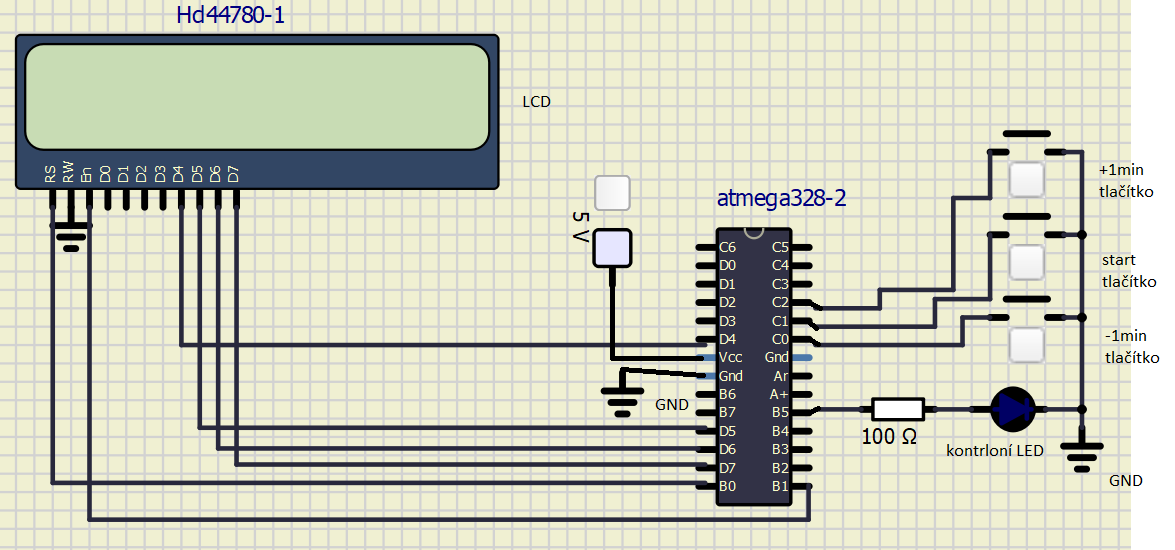 Hd44780-1
LCD
RS RW En D0 D1 D2 D3 D4 D5 D6 D7
5 V
atmega328-2
C6 C5
D0 C4
D1 C3
D2 C2
D3 C1
D4 C0
Vcc Gnd
Gnd Ar
B6 A+
B7 B5
D5 B4
D6 B3
D7 B2
B0 B1
GND
+1min
tlačítko
start
tlačítko
-1min
tlačítko
100 Ω
kontrloní LED
GND